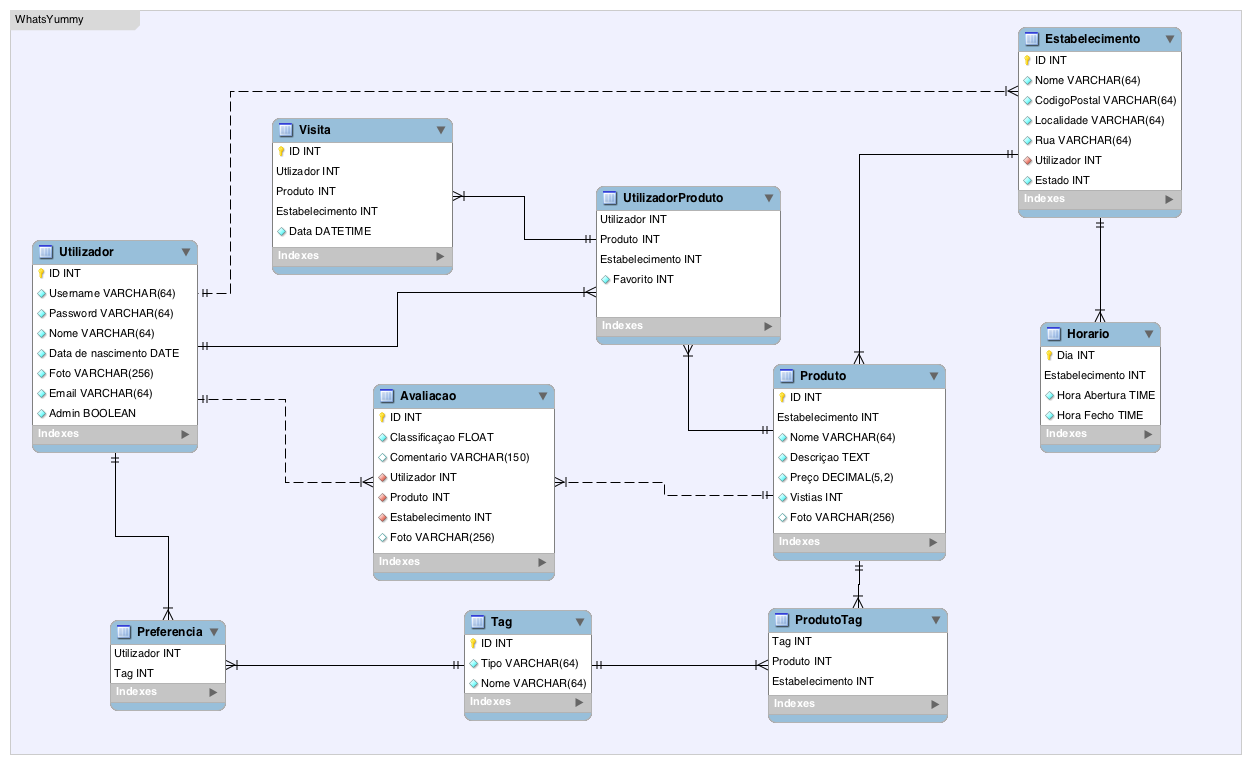 WhatsYummy
Estabelecimento
ID INT
Nome VARCHAR(64)
CodigoPostal VARCHAR(64)
Localidade VARCHAR(64)
Rua VARCHAR(64)
Utilizador INT
Estado INT
Indexes
Visita
ID INT
Utlizador INT
Produto INT
Estabelecimento INT
Data DATETIME
Indexes
UtilizadorProduto
Utilizador INT
Produto INT
Estabelecimento INT
Favorito INT
Indexes
Utilizador
ID INT
Username VARCHAR(64)
Password VARCHAR(64)
Nome VARCHAR(64)
Data de nascimento DATE
Foto VARCHAR(256)
Email VARCHAR(64)
Admin BOOLEAN
Indexes
Horario
Dia INT
Estabelecimento INT
Hora Abertura TIME
Hora Fecho TIME
Indexes
Avaliacao
ID INT
Classificaçao FLOAT
Comentario VARCHAR(150)
Utilizador INT
Produto INT
Estabelecimento INT
Foto VARCHAR(256)
Indexes
Produto
ID INT
Estabelecimento INT
Nome VARCHAR(64)
Descriçao TEXT
Preço DECIMAL(5,2)
Vistias INT
Foto VARCHAR(256)
Indexes
Preferencia
Utilizador INT
Tag INT
Indexes
Tag
ID INT
Tipo VARCHAR(64)
Nome VARCHAR(64)
Indexes
ProdutoTag
Tag INT
Produto INT
Estabelecimento INT
Indexes